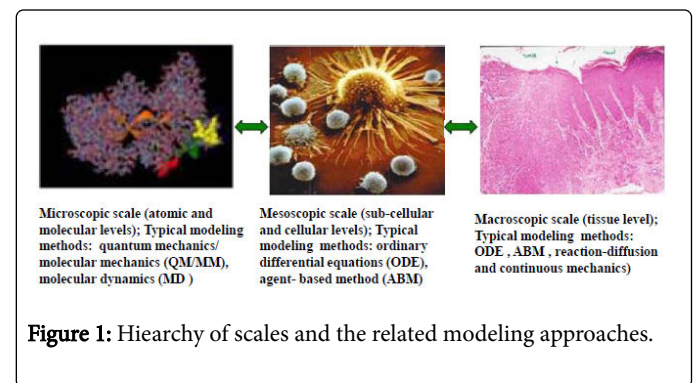 Microscopic scale (atomic and
molecular levels); Typical modeling
methods: quantum mechanics/
molecular mechanics (QM/MM),
molecular dynamics (MD )
Mesoscopic scale (sub-cellular
and cellular levels); Typical
modeling methods: ordinary
differential equations (ODE),
agent- based method (ABM)
Macroscopic scale (tissue level);
Typical modeling methods:
ODE , ABM , reaction-diffusion
and continuous mechanics)
Figure 1: Hiearchy of scales and the related modeling approaches.